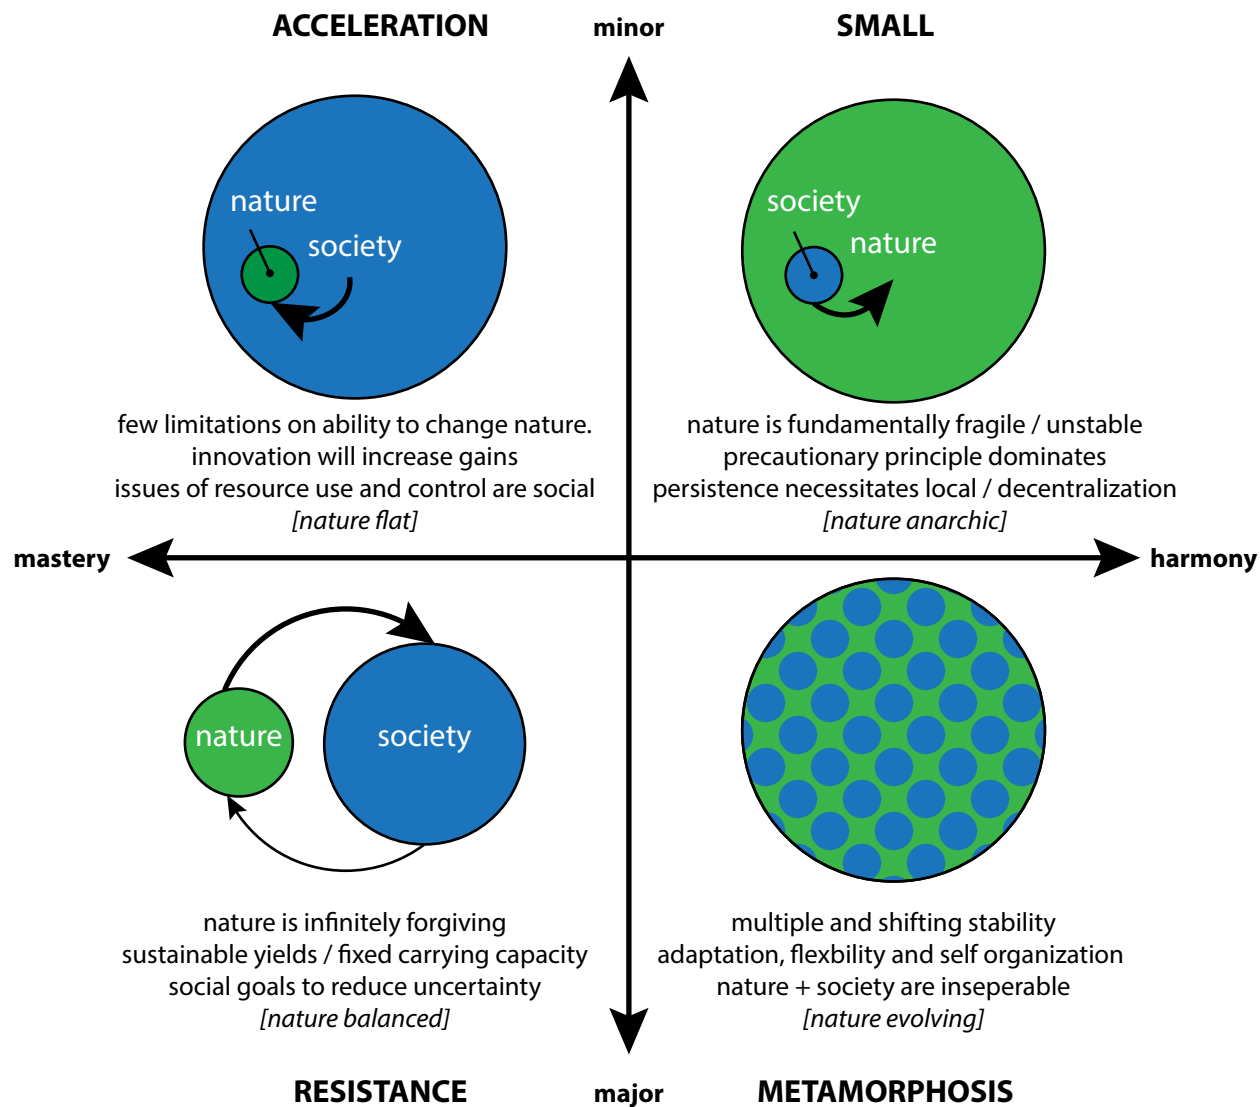 ACCELERATION
minor
SMALL
nature
society
society
nature
few limitations on ability to change nature.
innovation will increase gains
issues of resource use and control are social
[nature flat]
nature is fundamentally fragile / unstable
precautionary principle dominates
persistence necessitates local / decentralization
[nature anarchic]
mastery
harmony
nature
society
nature is infinitely forgiving
sustainable yields / fixed carrying capacity
social goals to reduce uncertainty
[nature balanced]
multiple and shifting stability
adaptation, flexbility and self organization
nature + society are inseperable
[nature evolving]
RESISTANCE
major
METAMORPHOSIS